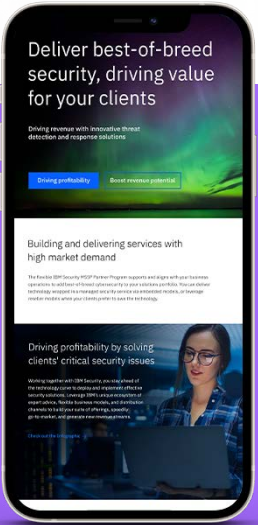 Deliver best-of-breed
security, driving value
for your clients
Driving revenue with innovative threat
detection and response solutions
Driving profitability
Boost revenue potential
Building and delivering services with
high market demand
The flexible IBM Security MSSP Partner Program supports and aligns with your business
operations to add best-of-breed cybersecurity to your solutions portfolio. You can deliver
technology wrapped in a managed security service via embedded models, or leverage
resale models when your clients prefer to own the technology.
Driving profitability by solving
clients' critical security issues
Working together with IBM Security, you stay ahead of
the technology curve to deploy and implement effective
security solutions. Leverage IBM's unique ecosystem of
expert advice, flexible business models, and distribution
channels to build your suite of offerings, speedily
go-to-market, and generate new revenue streams.
Check out the infographic